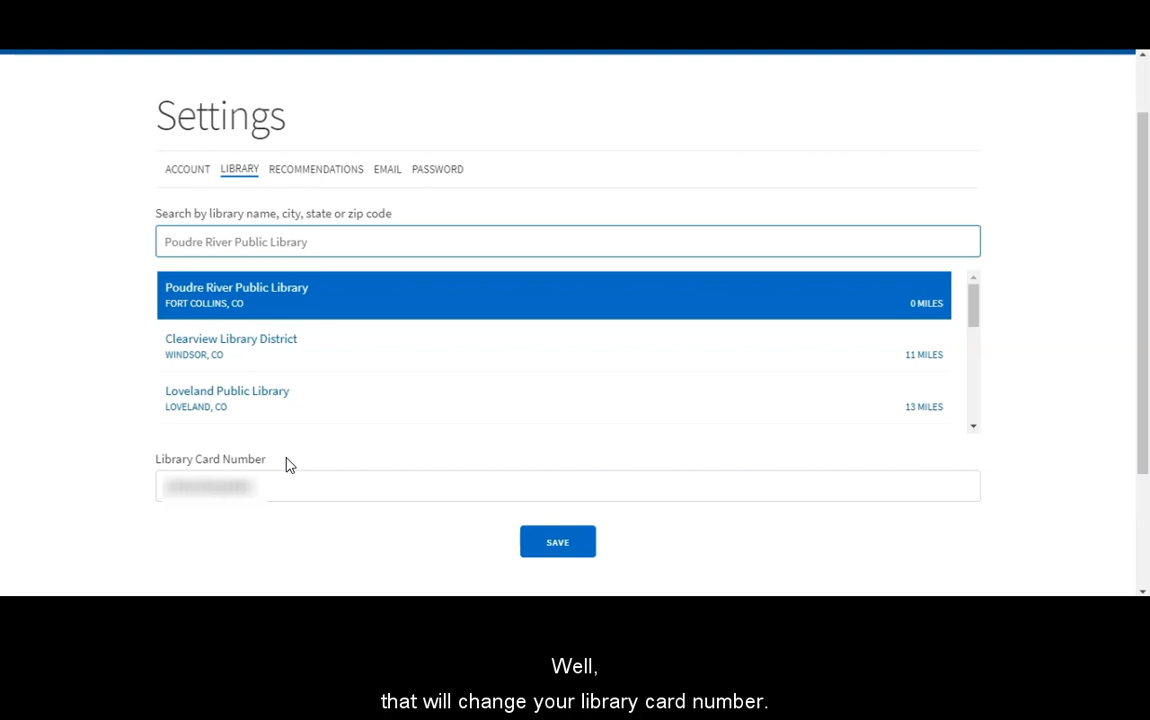 Settings
ACCOUNT LIBRARY RECOMMENDATIONS EMAIL PASSWORD
Search by library name, city, state or zip code
Poudre River Public Library
Poudre River Public Library
FORT COLLINS, CO 0 MILES
Clearview Library District
WINDSOR, CO 11 MILES
Loveland Public Library
LOVELAND, CO 13 MILES
Library Card Number
SAVE
Well,
that will change your library card number.